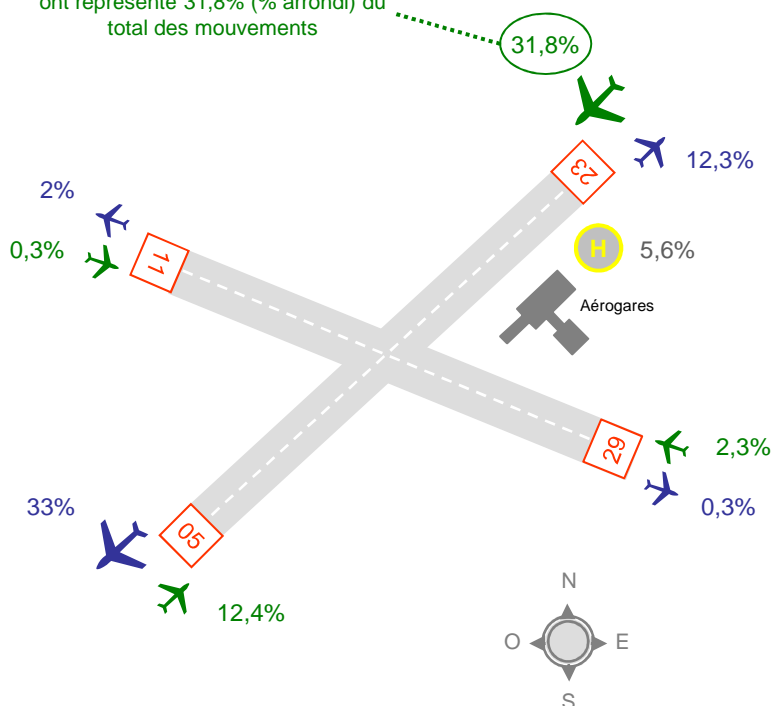 ont représenté 31,8% (% arrondi) du
total des mouvements
31,8%
23
12,3%
2%
0,3%
11
H
5,6%
Aérogares
29
2,3%
0,3%
33%
05
12,4%
N
O
E
S